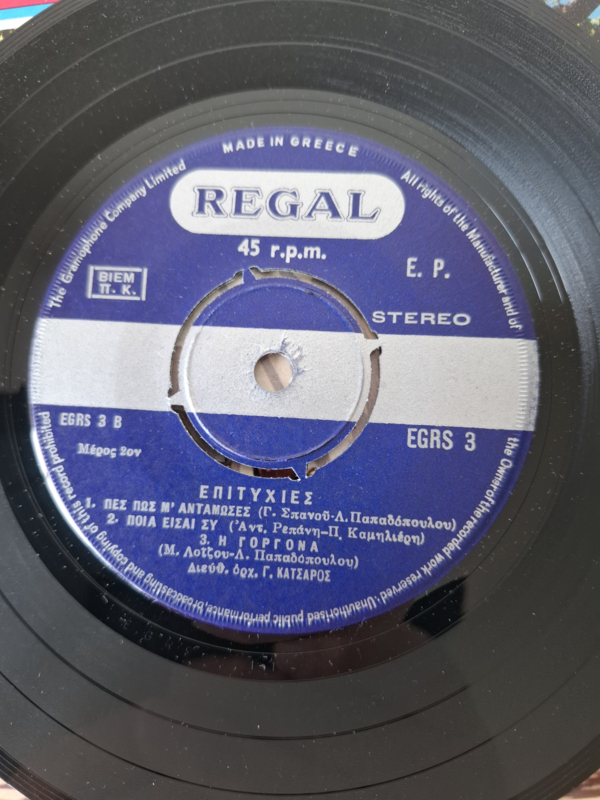 MADE IN GREECE
The Gramophone Company Limited
All rights of the Manufacturer and of
the Owner of the recorded work reserved. Unauthorised public performance, broadcasting and copying of this record prohibited
REGAL
45 r.p.m.
E. P.
BIEM
Π. Κ.
STEREO
EGRS 3 B
EGRS 3
Μέρος 2ον
ΕΠΙΤΥΧΙΕΣ
1. ΠΕΣ ΠΩΣ Μ' ΑΝΤΑΜΩΣΕΣ (Γ. Σπανοῦ-Λ. Παπαδόπουλου)
2. ΠΟΙΑ ΕΙΣΑΙ ΣΥ (Ἀντ. Ρεπάνη-Π. Καμηλιέρη)
3. Η ΓΟΡΓΟΝΑ
(Μ. Λοΐζου-Λ. Παπαδόπουλου)
Διεύθ. ὀρχ. Γ. ΚΑΤΣΑΡΟΣ